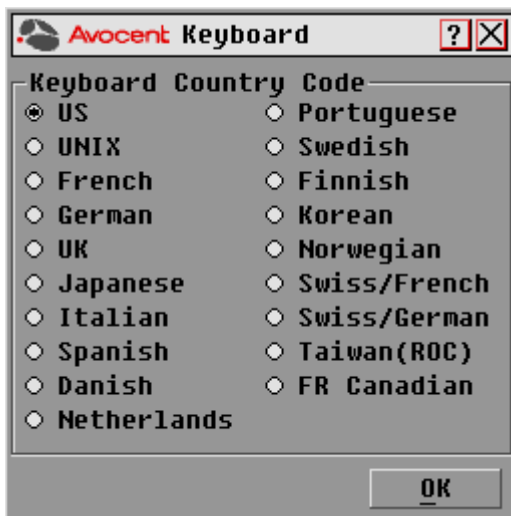 Avocent Keyboard ? X
Keyboard Country Code
US
UNIX
French
German
UK
Japanese
Italian
Spanish
Danish
Netherlands
Portuguese
Swedish
Finnish
Korean
Norwegian
Swiss/French
Swiss/German
Taiwan(ROC)
FR Canadian
OK